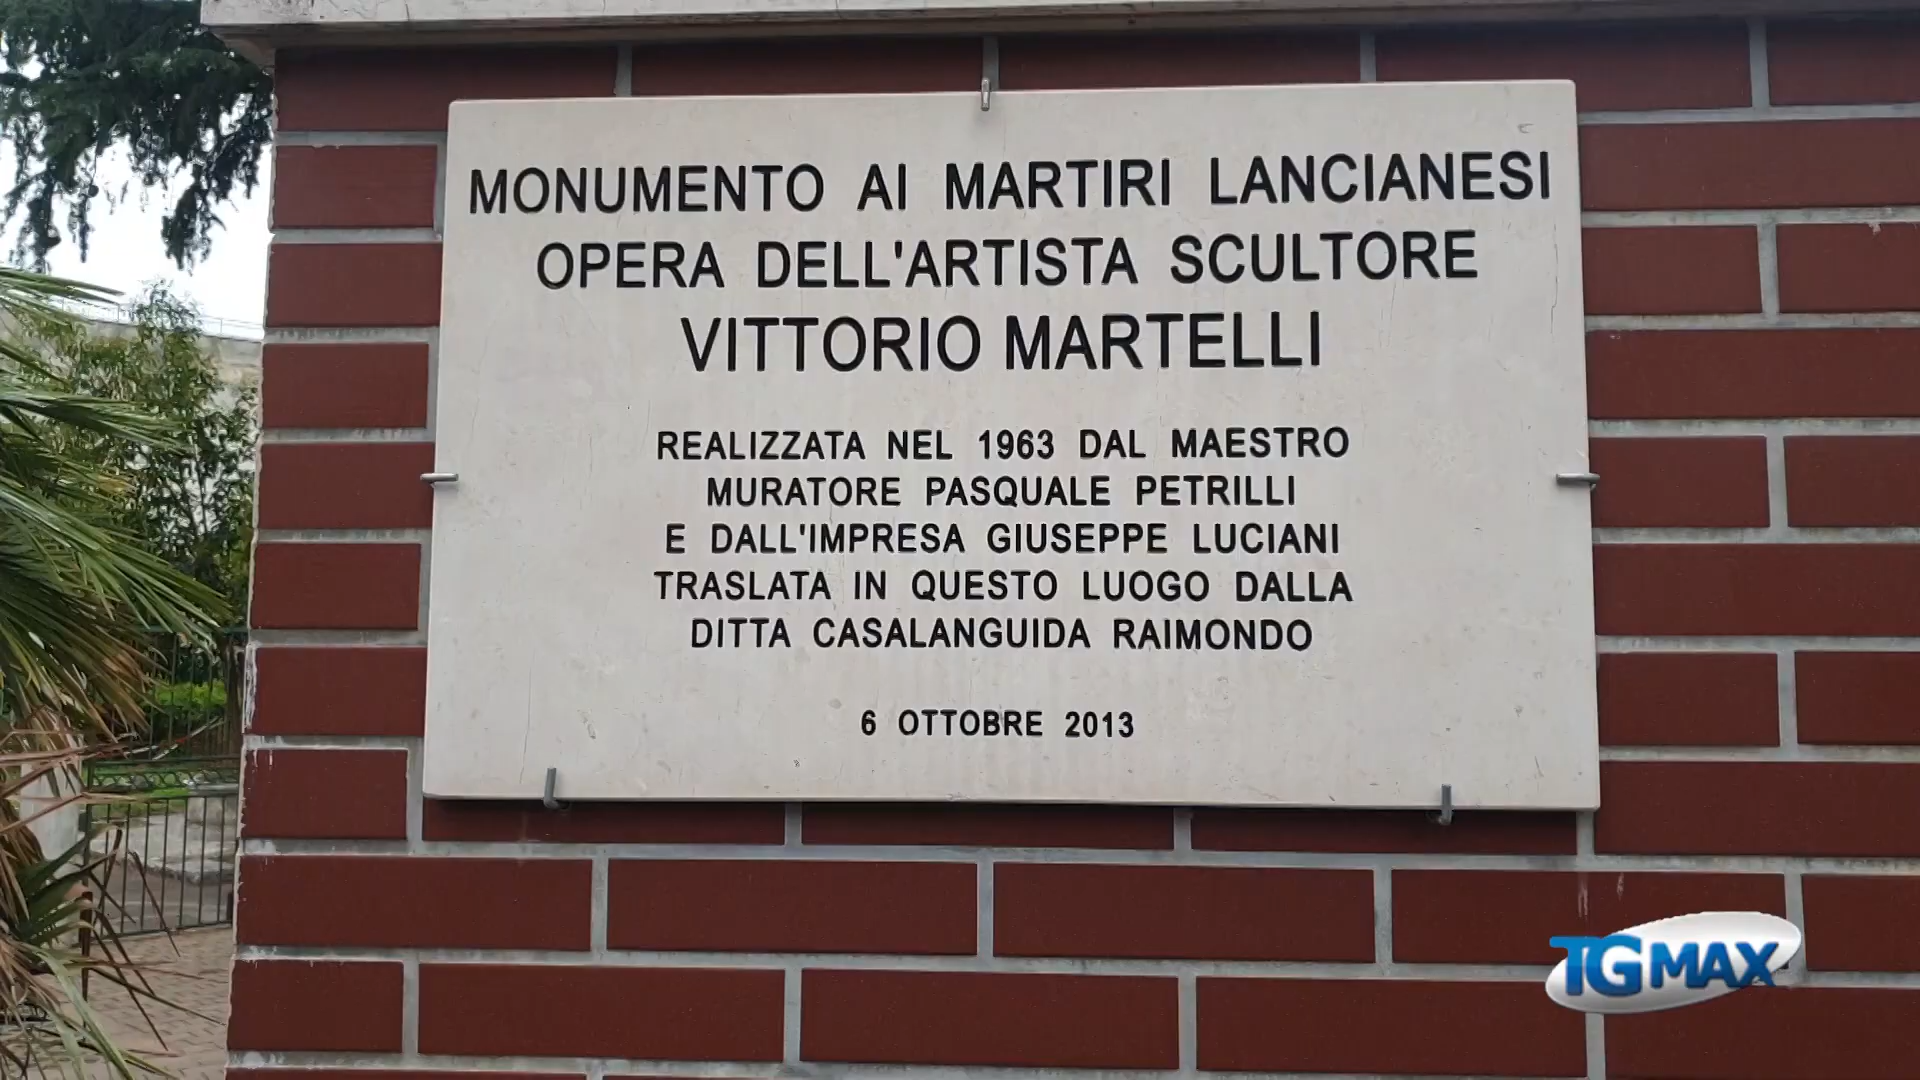 MONUMENTO AI MARTIRI LANCIANESI
OPERA DELL'ARTISTA SCULTORE
VITTORIO MARTELLI
REALIZZATA NEL 1963 DAL MAESTRO
MURATORE PASQUALE PETRILLI
E DALL'IMPRESA GIUSEPPE LUCIANI
TRASLATA IN QUESTO LUOGO DALLA
DITTA CASALANGUIDA RAIMONDO
6 OTTOBRE 2013
TGMAX